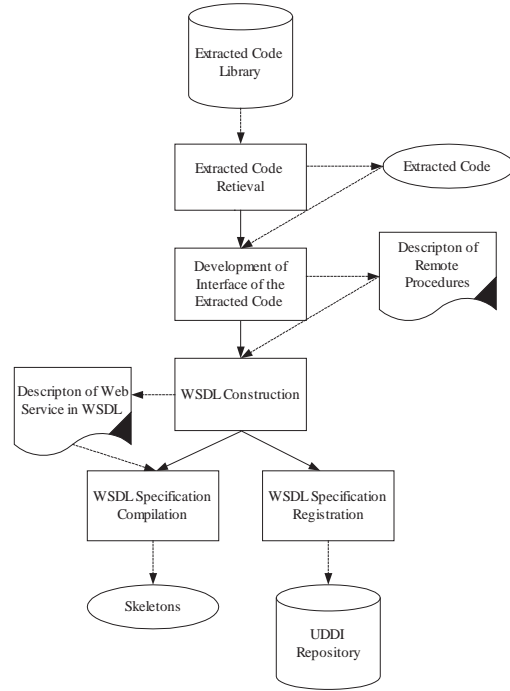 Extracted Code
Library
Extracted Code
Retieval
Extracted Code
Development of
Interface of the
Extracted Code
Descripton of
Remote
Procedures
WSDL Construction
Descripton of Web
Service in WSDL
WSDL Specification
Compilation
WSDL Specification
Registration
Skeletons
UDDI
Repository